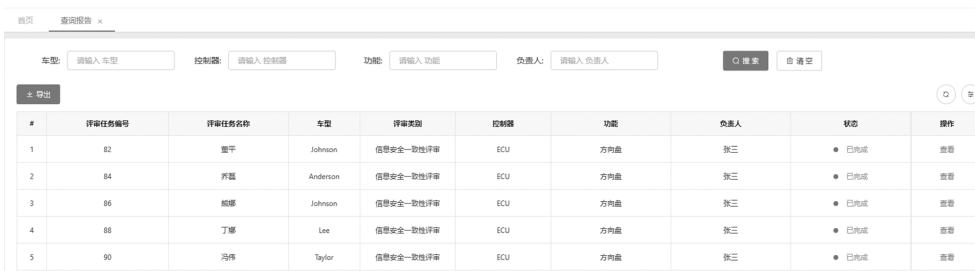 首页 查询报告 ×
车型: 请输入 车型 控制器: 请输入 控制器 功能: 请输入 功能 负责人: 请输入 负责人 搜索 清空
导出
# 评审任务编号 评审任务名称 车型 评审类别 控制器 功能 负责人 状态 操作
1 82 董平 Johnson 信息安全一致性评审 ECU 方向盘 张三 已完成 查看
2 84 乔磊 Anderson 信息安全一致性评审 ECU 方向盘 张三 已完成 查看
3 86 Johnson 信息安全一致性评审 ECU 方向盘 张三 已完成 查看
4 88 丁娜 Lee 信息安全一致性评审 ECU 方向盘 张三 已完成 查看
5 90 冯伟 Taylor 信息安全一致性评审 ECU 方向盘 张三 已完成 查看